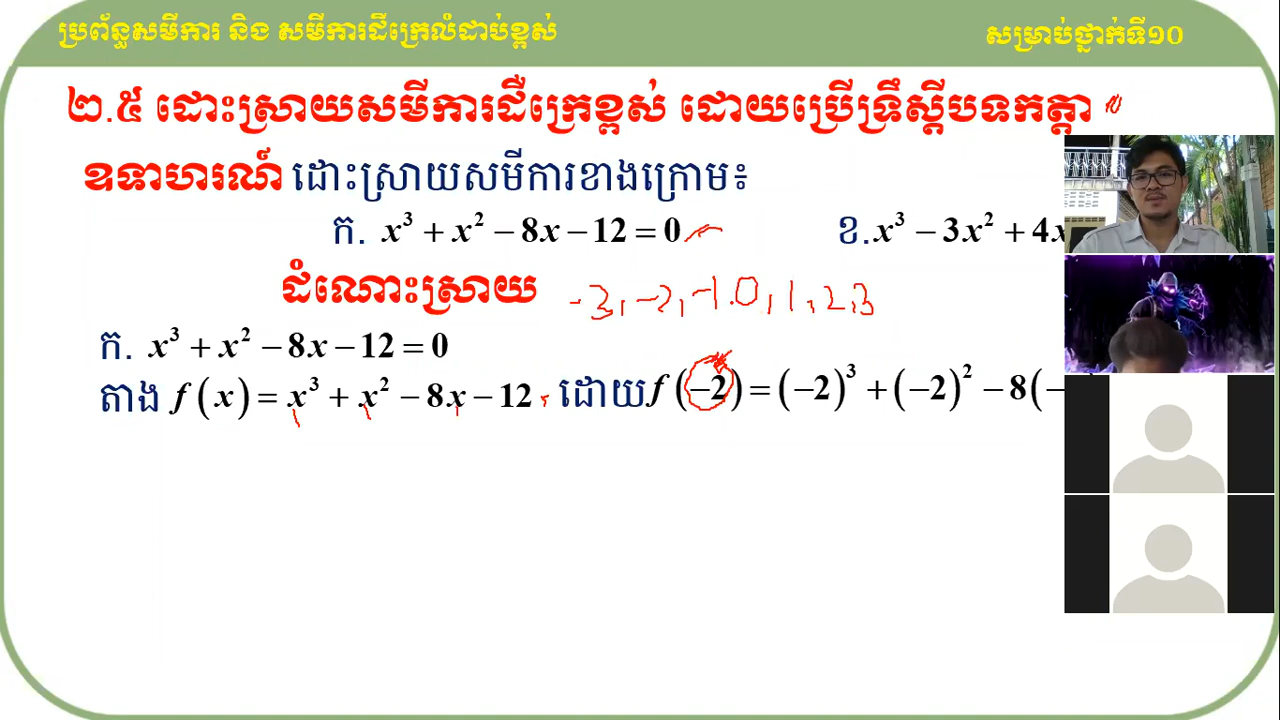 ប្រព័ន្ធសមីការ និង សមីការដឺក្រេលំដាប់ខ្ពស់ សម្រាប់ថ្នាក់ទី១០
២.៥ ដោះស្រាយសមីការដឺក្រេខ្ពស់ ដោយប្រើទ្រឹស្តីបទកត្តា
ឧទាហរណ៍ ដោះស្រាយសមីការខាងក្រោម៖
ក. x³ + x² − 8x − 12 = 0 ខ. x³ − 3x² + 4x
ដំណោះស្រាយ -3, -2, -1.0, 1, 2,3
ក. x³ + x² − 8x − 12 = 0
តាង f(x) = x³ + x² − 8x − 12 ដោយ f(−2) = (−2)³ + (−2)² − 8(−